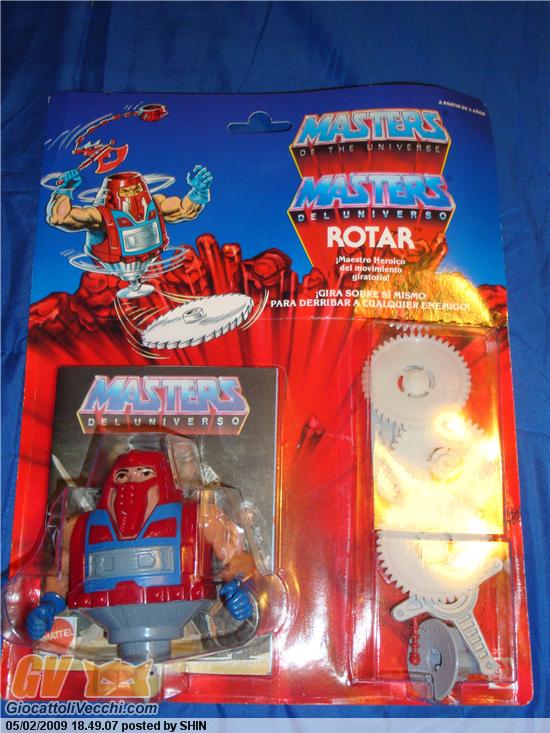 A PARTIR DE 5 AÑOS
MASTERS
OF THE UNIVERSE
MASTERS
DEL UNIVERSO
ROTAR™
¡Maestro Heroico
del movimiento
giratorio!
¡GIRA SOBRE SÍ MISMO
PARA DERRIBAR A CUALQUIER ENEMIGO!
MASTERS
DEL UNIVERSO
MATTEL
GV
GiocattoliVecchi.com
05/02/2009 18.49.07 posted by SHIN